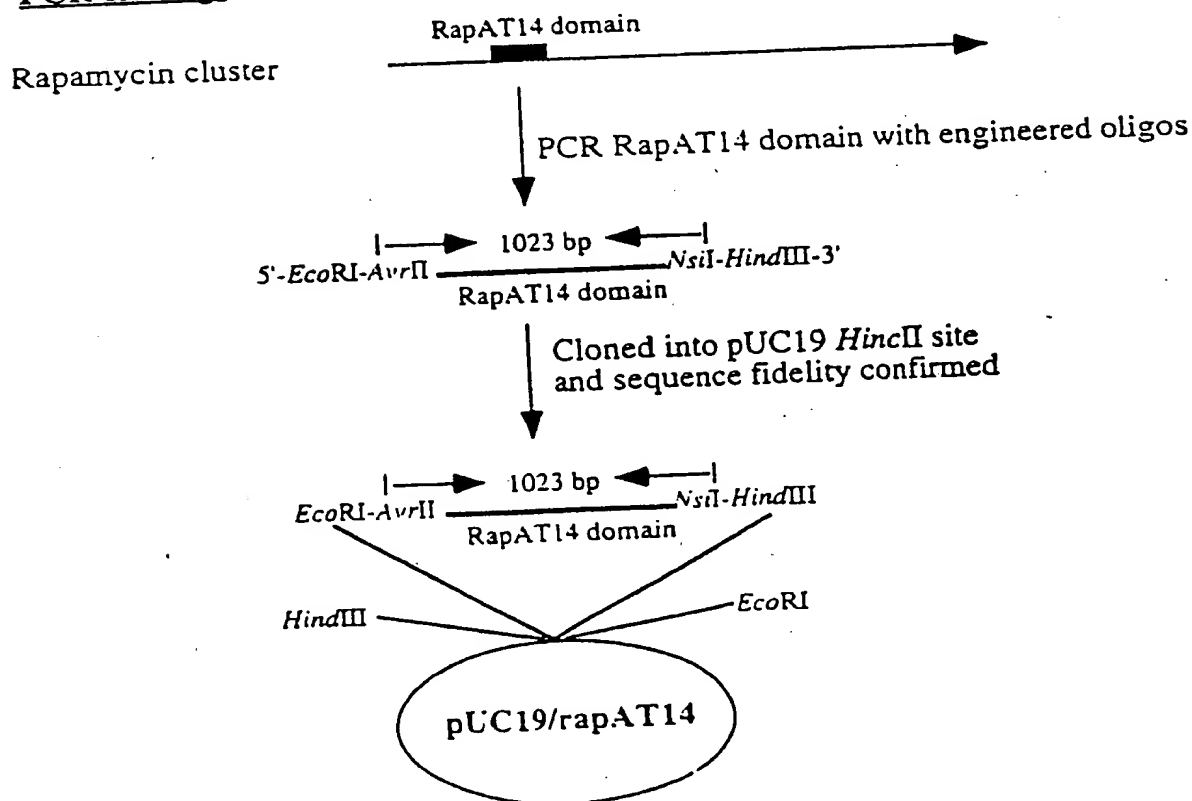 RapAT14 domain
Rapamycin cluster
PCR RapAT14 domain with engineered oligos
1023 bp
5'-EcoRI-AvrII
NsiI-HindIII-3'
RapAT14 domain
Cloned into pUC19 HincII site
and sequence fidelity confirmed
1023 bp
EcoRI-AvrII
NsiI-HindIII
RapAT14 domain
HindIII
EcoRI
pUC19/rapAT14